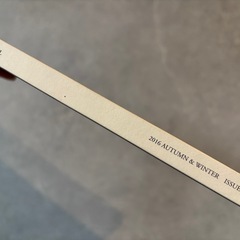 2016 AUTUMN & WINTER ISSUE